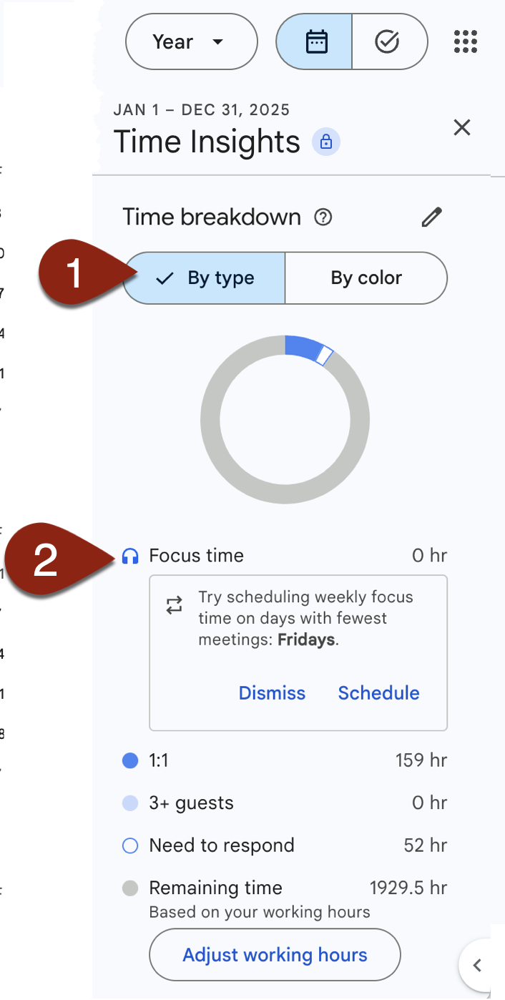 Year
JAN 1 – DEC 31, 2025
Time Insights
Time breakdown
1
By type
By color
2
Focus time 0 hr
Try scheduling weekly focus
time on days with fewest
meetings: Fridays.
Dismiss Schedule
1:1 159 hr
3+ guests 0 hr
Need to respond 52 hr
Remaining time 1929.5 hr
Based on your working hours
Adjust working hours